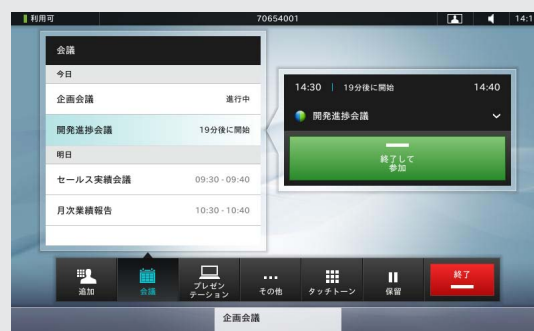 利用可
70654001
14:1
会議
今日
企画会議 進行中
開発進捗会議 19分後に開始
明日
セールス実績会議 09:30 - 09:40
月次業績報告 10:30 - 10:40
14:30 | 19分後に開始 14:40
開発進捗会議
終了して
参加
追加
会議
プレゼン
テーション
その他
タッチトーン
保留
終了
企画会議